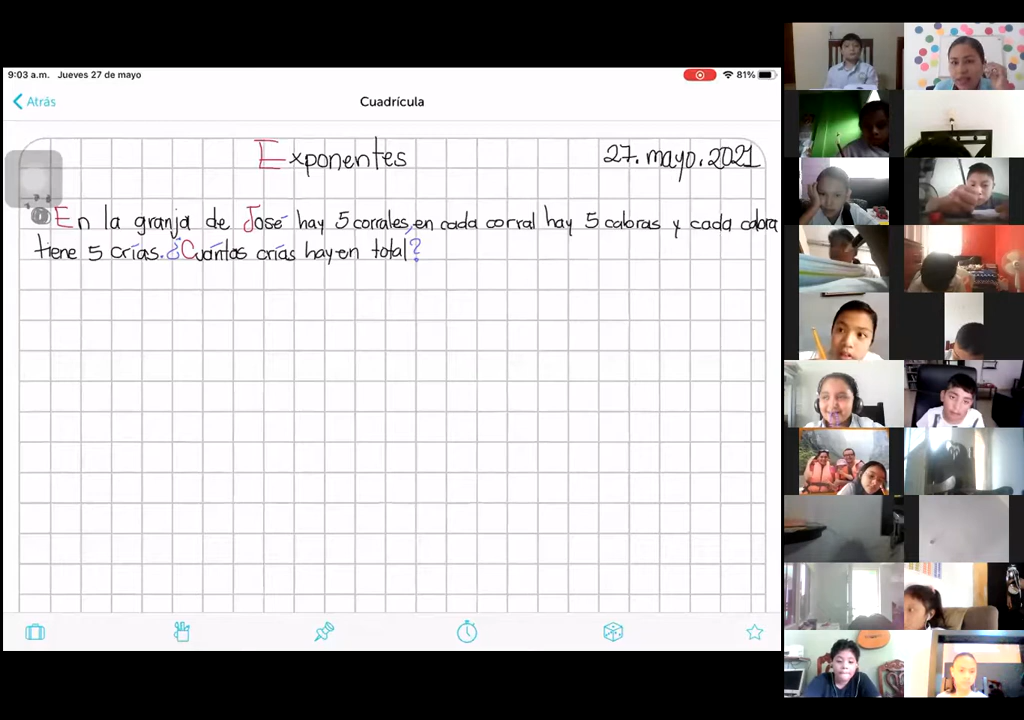 9:03 a.m. Jueves 27 de mayo 81%
Atrás Cuadrícula
Exponentes 27.mayo.2021
En la granja de José hay 5 corrales, en cada corral hay 5 cabras y cada cabra
tiene 5 crías. ¿Cuántas crías hay en total?